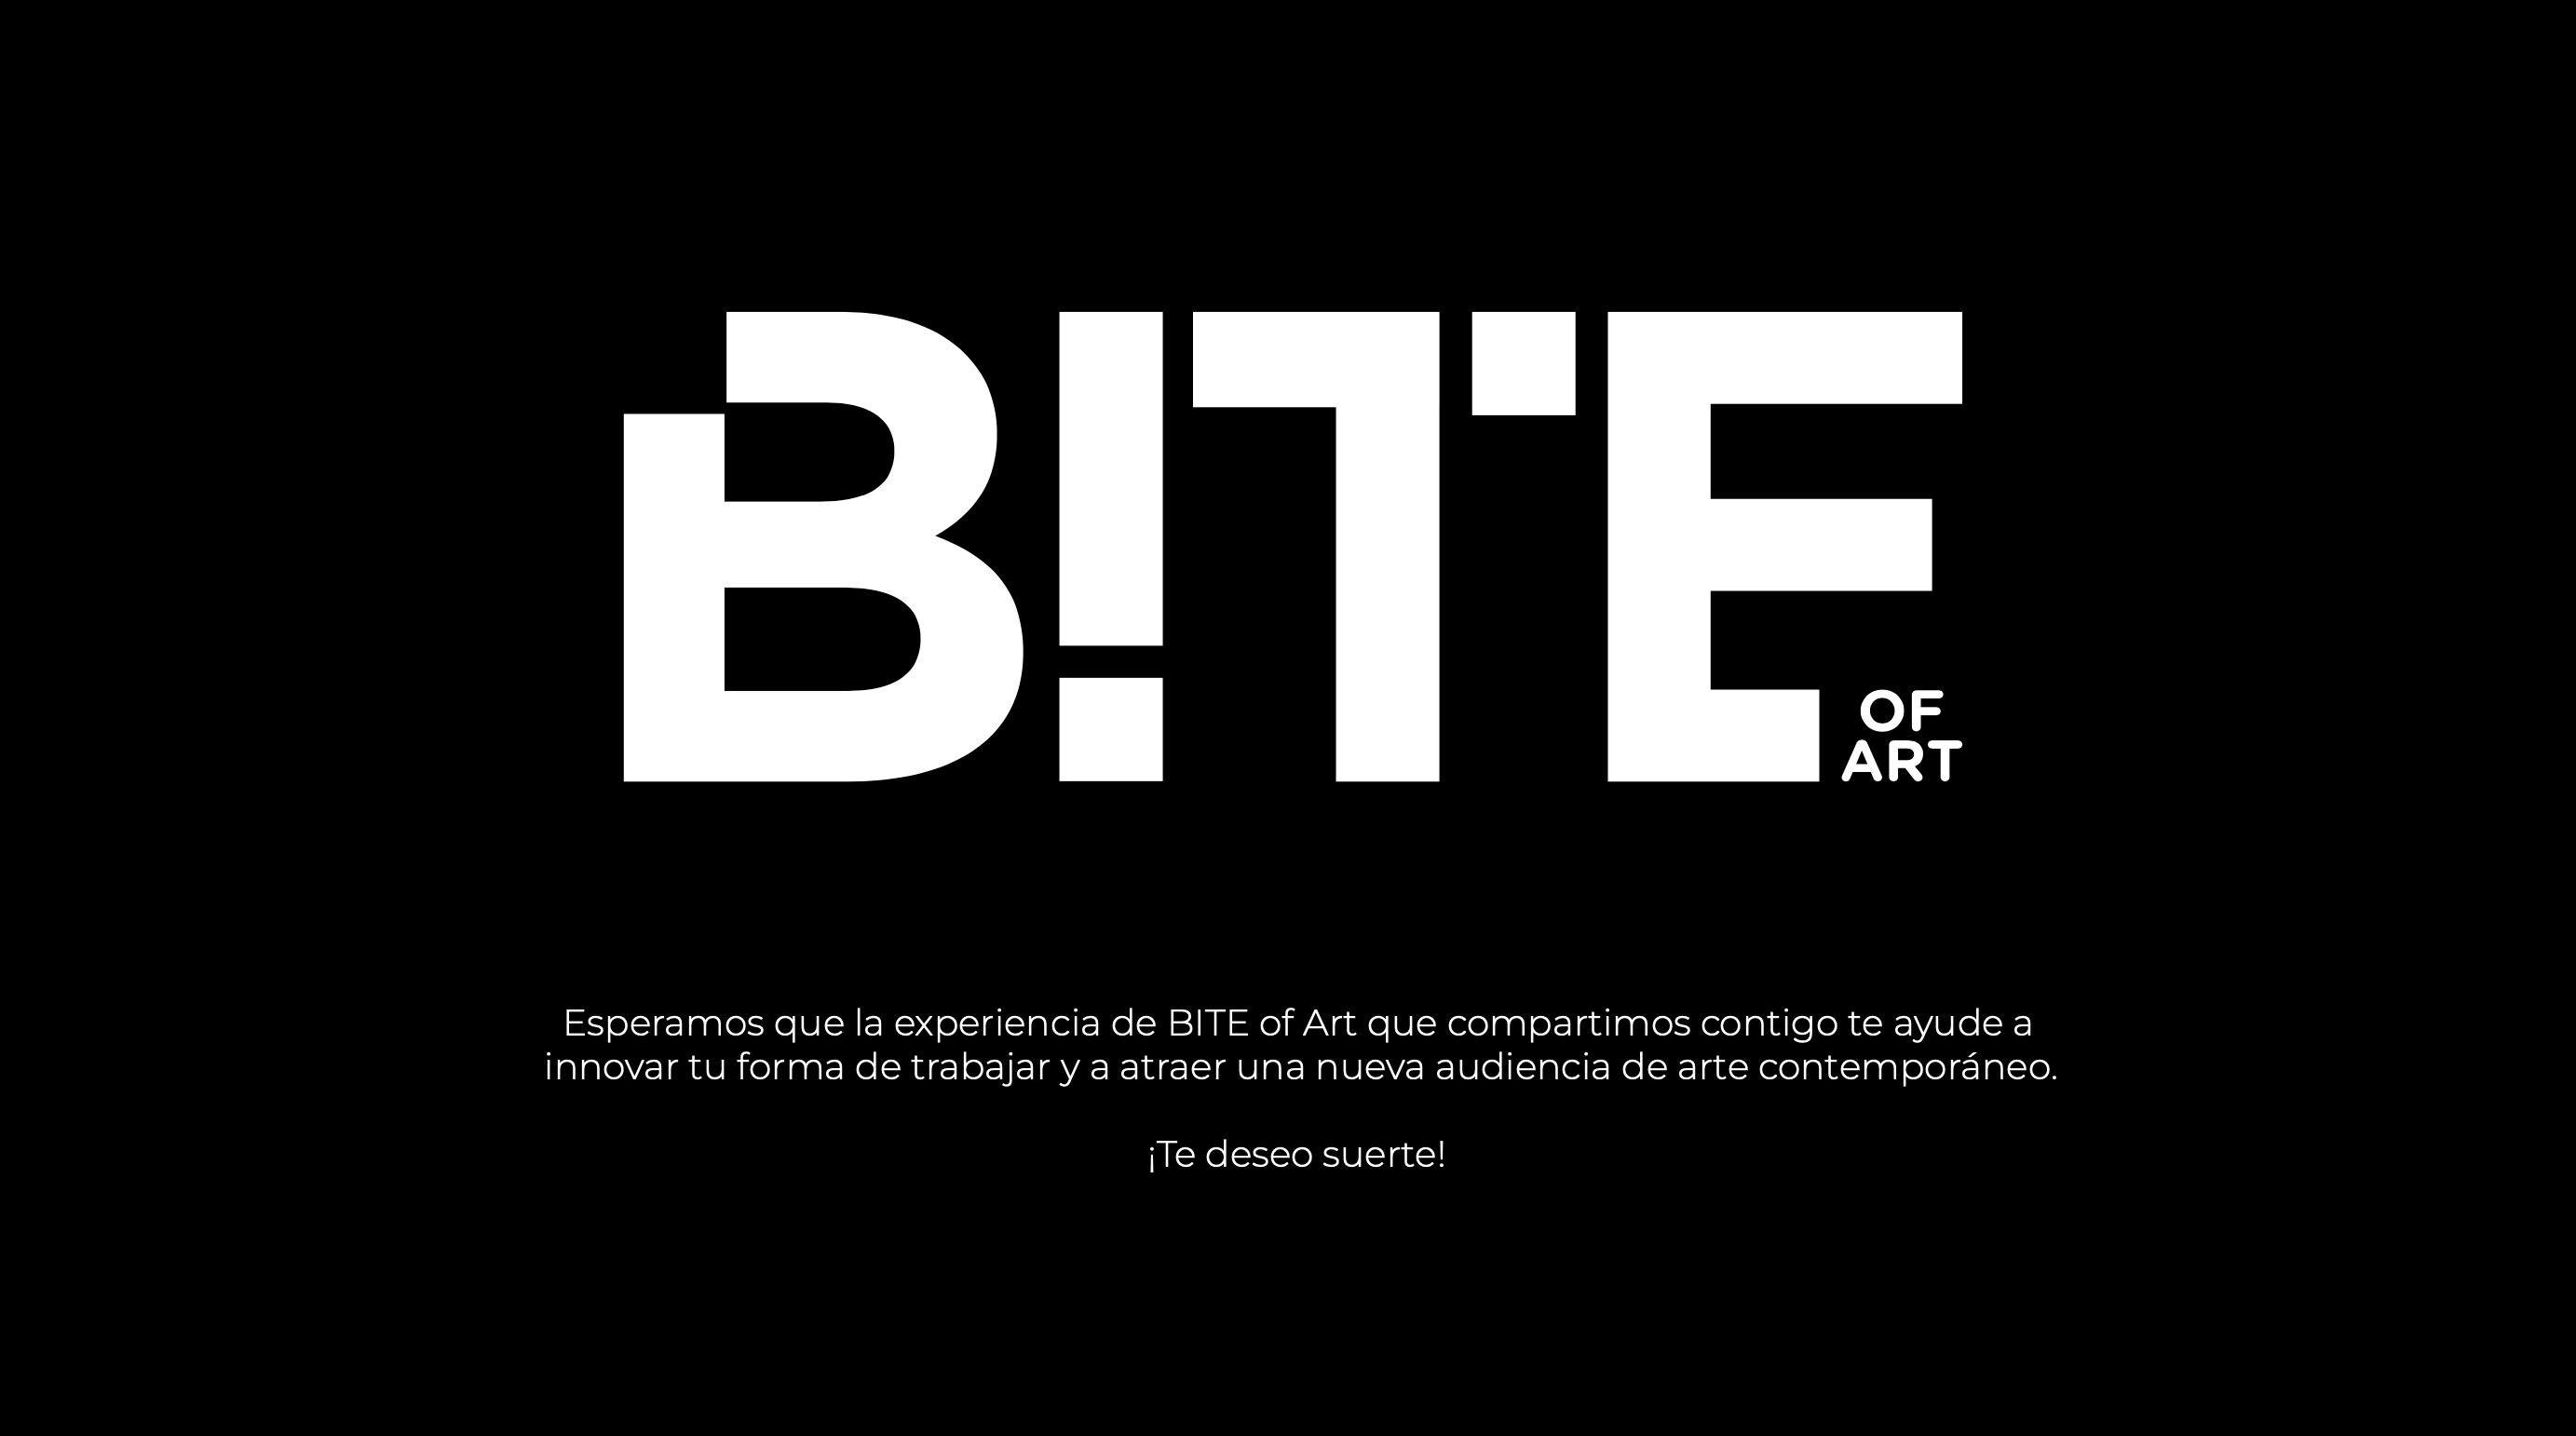 BITE
OF
ART
Esperamos que la experiencia de BITE of Art que compartimos contigo te ayude a
innovar tu forma de trabajar y a atraer una nueva audiencia de arte contemporáneo.
¡Te deseo suerte!